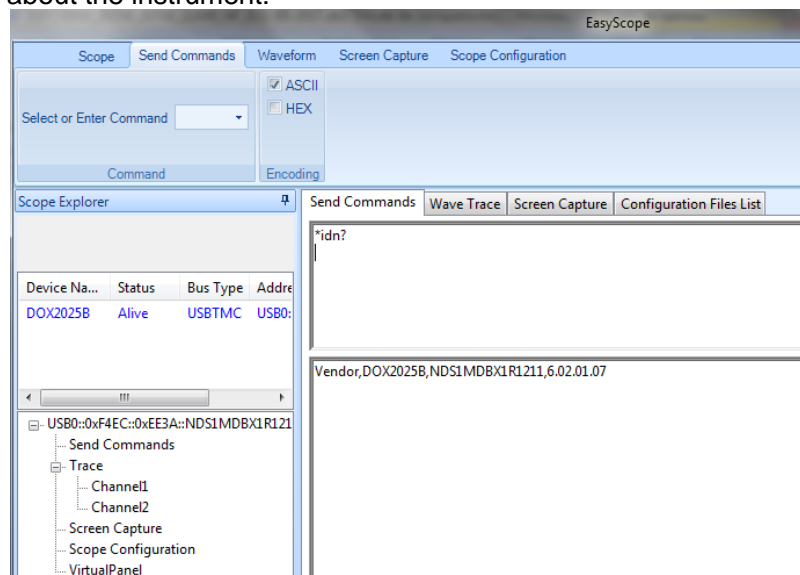 about the instrument.
EasyScope
Scope Send Commands Waveform Screen Capture Scope Configuration
ASCII
HEX
Select or Enter Command
Command Encoding
Scope Explorer
Send Commands Wave Trace Screen Capture Configuration Files List
*idn?
Device Na... Status Bus Type Addre
DOX2025B Alive USBTMC USB0:
Vendor,DOX2025B,NDS1MDBX1R1211,6.02.01.07
USB0::0xF4EC::0xEE3A::NDS1MDBX1R121
Send Commands
Trace
Channel1
Channel2
Screen Capture
Scope Configuration
VirtualPanel